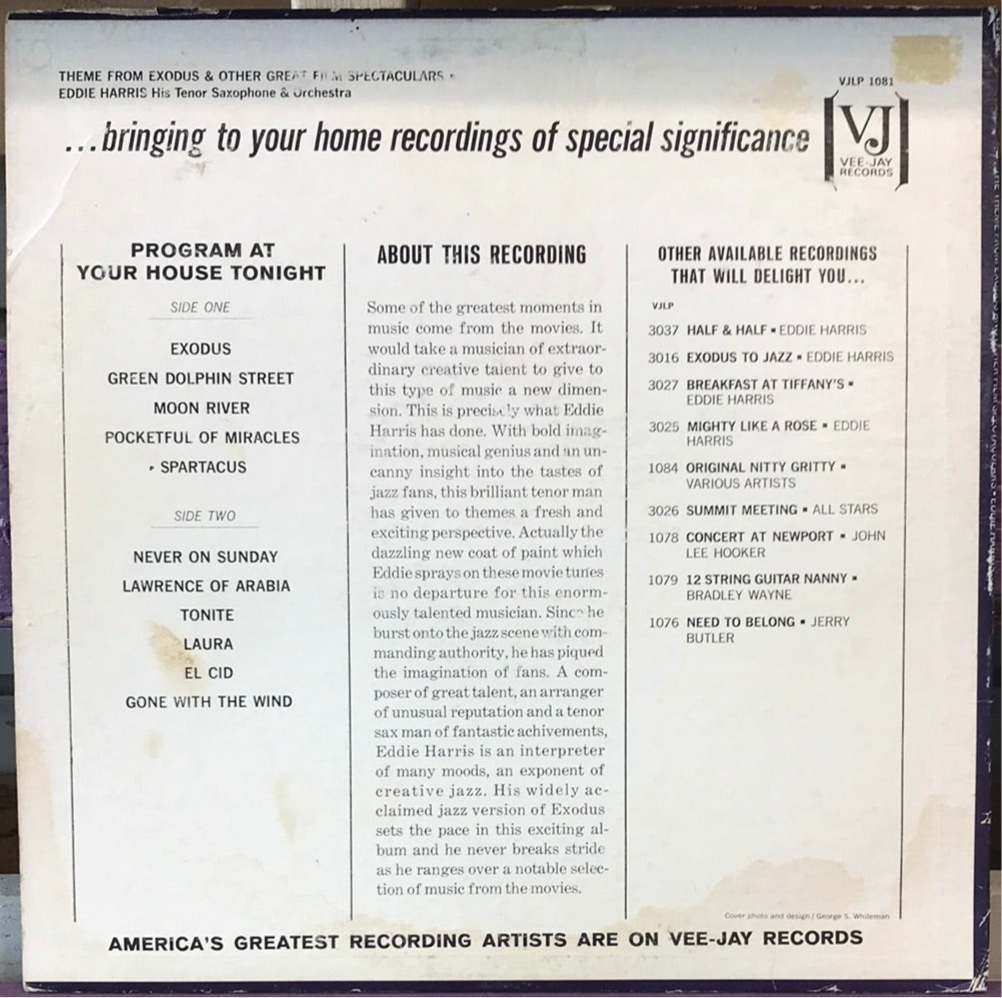 THEME FROM EXODUS & OTHER GREAT FILM SPECTACULARS •
EDDIE HARRIS His Tenor Saxophone & Orchestra
VJLP 1081
...bringing to your home recordings of special significance
VJ
VEE-JAY
RECORDS
PROGRAM AT
YOUR HOUSE TONIGHT
SIDE ONE
EXODUS
GREEN DOLPHIN STREET
MOON RIVER
POCKETFUL OF MIRACLES
• SPARTACUS
SIDE TWO
NEVER ON SUNDAY
LAWRENCE OF ARABIA
TONITE
LAURA
EL CID
GONE WITH THE WIND
ABOUT THIS RECORDING
Some of the greatest moments in
music come from the movies. It
would take a musician of extraor-
dinary creative talent to give to
this type of music a new dimen-
sion. This is precisely what Eddie
Harris has done. With bold imag-
ination, musical genius and an un-
canny insight into the tastes of
jazz fans, this brilliant tenor man
has given to themes a fresh and
exciting perspective. Actually the
dazzling new coat of paint which
Eddie sprays on these movie tunes
is no departure for this enorm-
ously talented musician. Since he
burst onto the jazz scene with com-
manding authority, he has piqued
the imagination of fans. A com-
poser of great talent, an arranger
of unusual reputation and a tenor
sax man of fantastic achivements,
Eddie Harris is an interpreter
of many moods, an exponent of
creative jazz. His widely ac-
claimed jazz version of Exodus
sets the pace in this exciting al-
bum and he never breaks stride
as he ranges over a notable selec-
tion of music from the movies.
OTHER AVAILABLE RECORDINGS
THAT WILL DELIGHT YOU...
VJLP
3037 HALF & HALF ▪ EDDIE HARRIS
3016 EXODUS TO JAZZ ▪ EDDIE HARRIS
3027 BREAKFAST AT TIFFANY'S ▪
EDDIE HARRIS
3025 MIGHTY LIKE A ROSE ▪ EDDIE
HARRIS
1084 ORIGINAL NITTY GRITTY ▪
VARIOUS ARTISTS
3026 SUMMIT MEETING ▪ ALL STARS
1078 CONCERT AT NEWPORT ▪ JOHN
LEE HOOKER
1079 12 STRING GUITAR NANNY ▪
BRADLEY WAYNE
1076 NEED TO BELONG ▪ JERRY
BUTLER
Cover photo and design / George S. Whiteman
AMERICA'S GREATEST RECORDING ARTISTS ARE ON VEE-JAY RECORDS